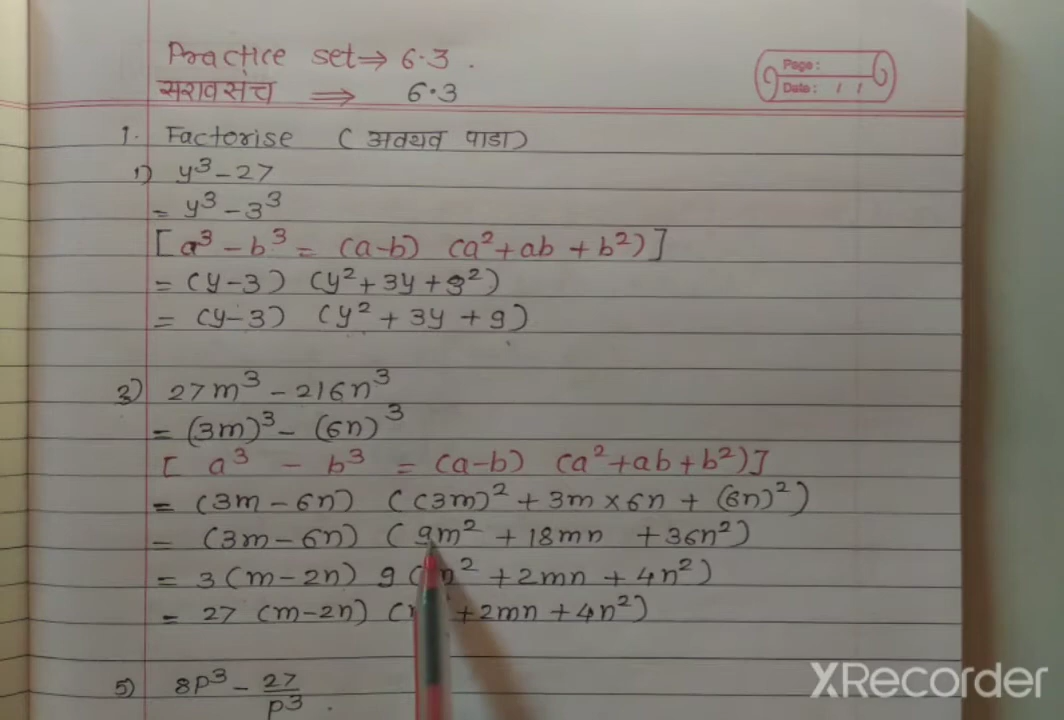 Practice set ⇒ 6.3.
सरावसंच ⇒ 6.3
Page:
Date: / /
1. Factorise (अवयव पाडा)
1) y³ - 27
= y³ - 3³
[a³ - b³ = (a-b) (a² + ab + b²)]
= (y-3) (y² + 3y + 3²)
= (y-3) (y² + 3y + 9)
3) 27m³ - 216n³
= (3m)³ - (6n)³
[a³ - b³ = (a-b) (a²+ab+b²)]
= (3m - 6n) ((3m)² + 3m × 6n + (6n)²)
= (3m - 6n) (9m² + 18mn + 36n²)
= 3(m-2n) 9( ² + 2mn + 4n²)
= 27 (m-2n) ( + 2mn + 4n²)
5) 8p³ - 27/p³.
XRecorder